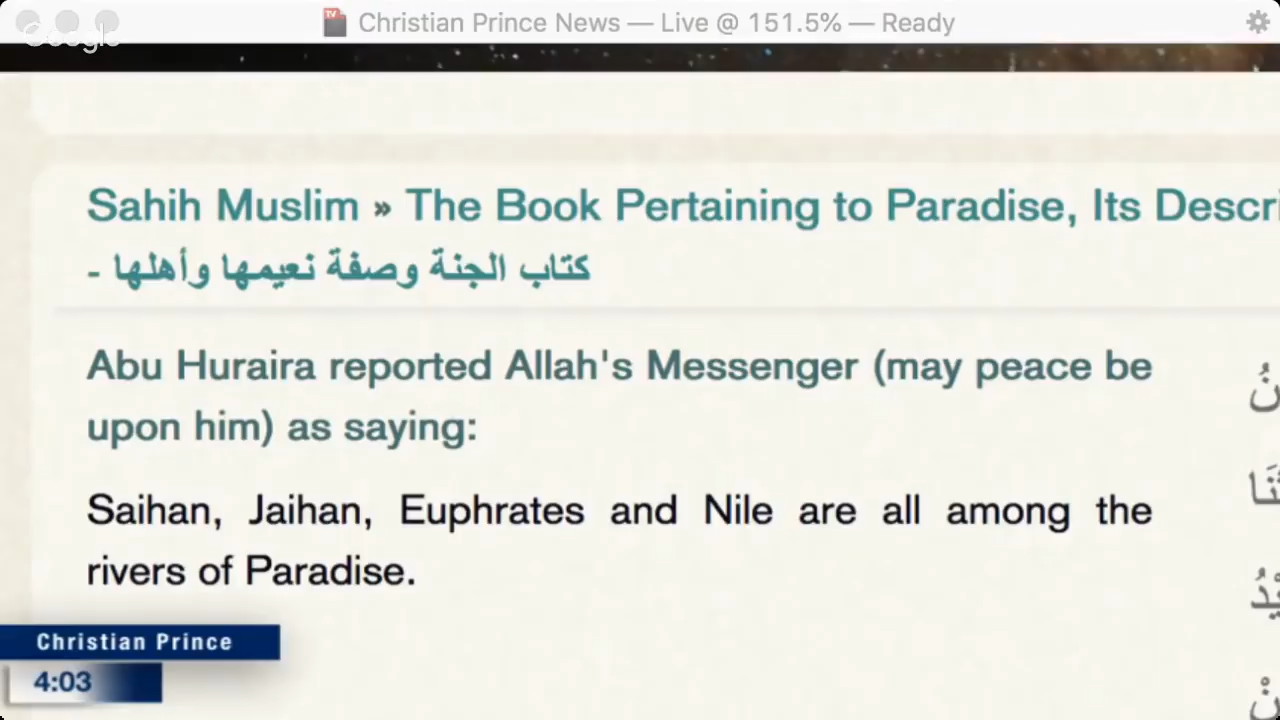 Christian Prince News — Live @ 151.5% — Ready
Google
Sahih Muslim » The Book Pertaining to Paradise, Its
كتاب الجنة وصفة نعيمها وأهلها -
Abu Huraira reported Allah's Messenger (may peace be
upon him) as saying:
Saihan, Jaihan, Euphrates and Nile are all among the
rivers of Paradise.
Christian Prince
4:03